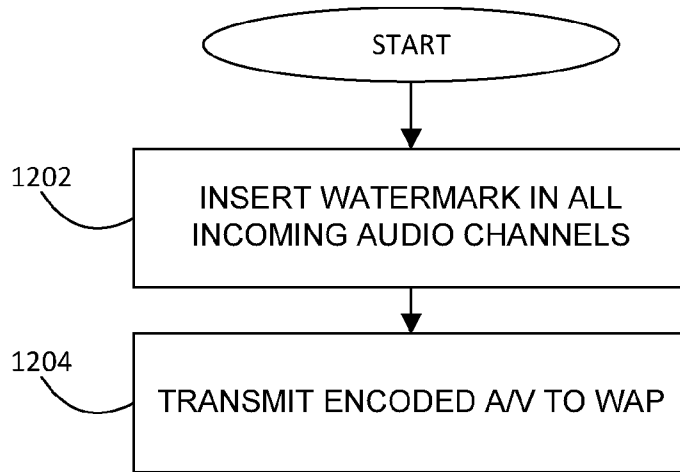 START
1202
INSERT WATERMARK IN ALL
INCOMING AUDIO CHANNELS
1204
TRANSMIT ENCODED A/V TO WAP